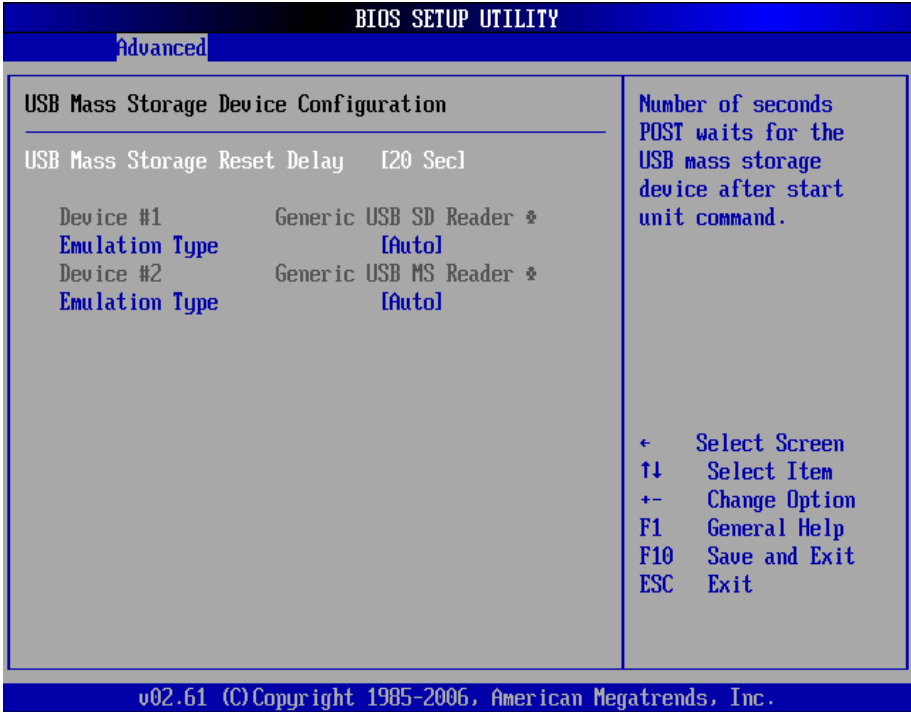 BIOS SETUP UTILITY
Advanced
USB Mass Storage Device Configuration
USB Mass Storage Reset Delay [20 Sec]
Device #1 Generic USB SD Reader Φ
Emulation Type [Auto]
Device #2 Generic USB MS Reader Φ
Emulation Type [Auto]
Number of seconds
POST waits for the
USB mass storage
device after start
unit command.
← Select Screen
↑↓ Select Item
+- Change Option
F1 General Help
F10 Save and Exit
ESC Exit
v02.61 (C)Copyright 1985-2006, American Megatrends, Inc.